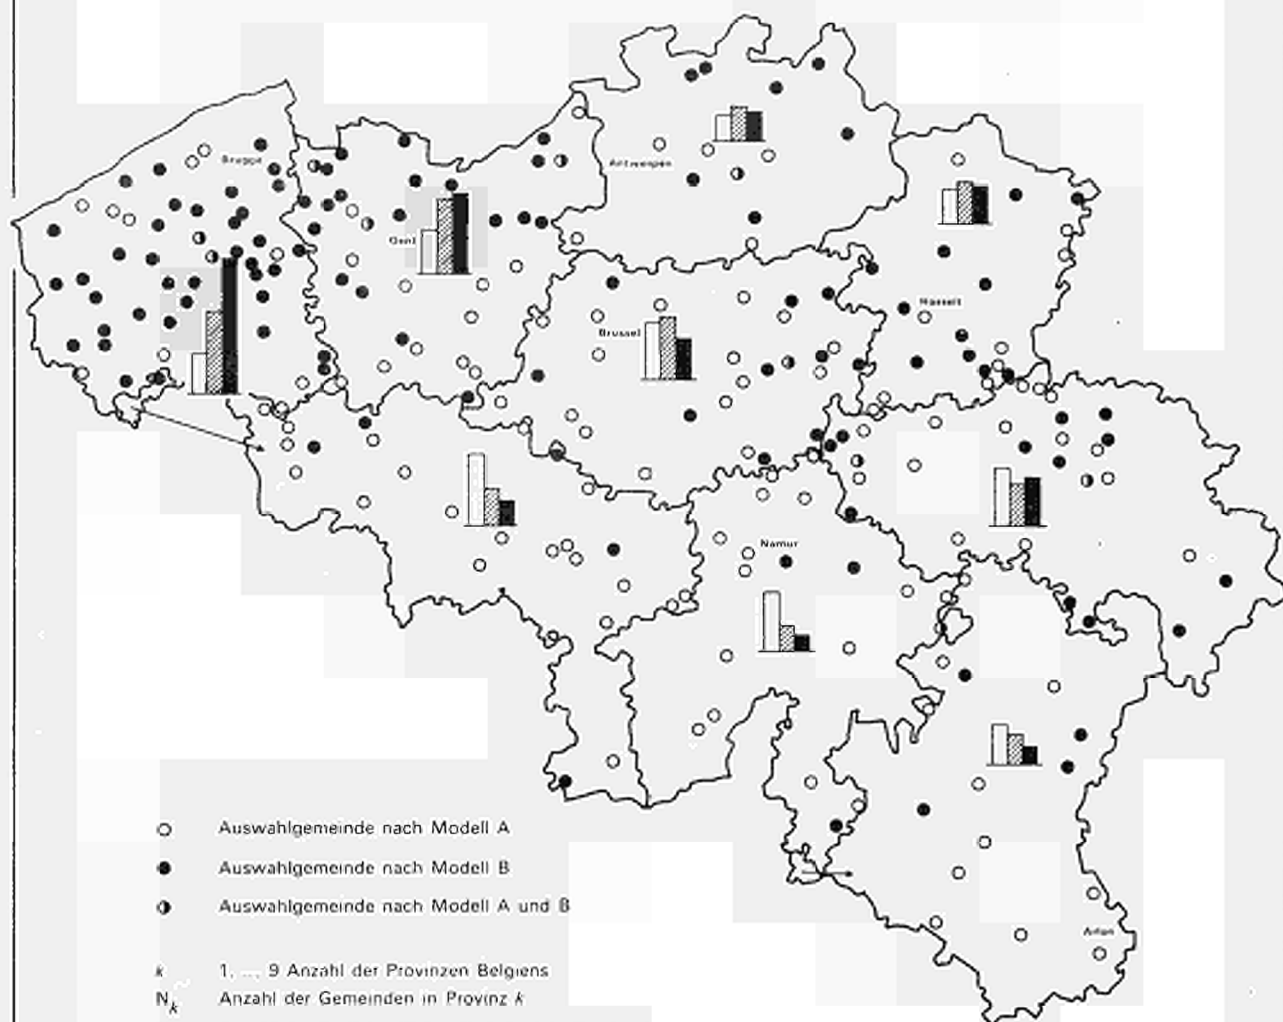 Brugge
Antwerpen
Gent
Hasselt
Brussel
Namur
Arlon
○ Auswahlgemeinde nach Modell A
● Auswahlgemeinde nach Modell B
◑ Auswahlgemeinde nach Modell A und B
k 1, ..., 9 Anzahl der Provinzen Belgiens
N_k Anzahl der Gemeinden in Provinz k